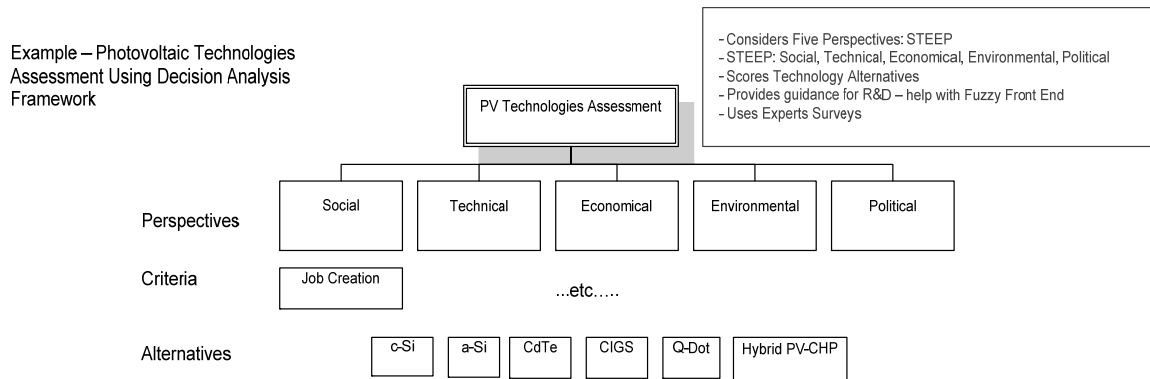 Example – Photovoltaic Technologies
Assessment Using Decision Analysis
Framework
- Considers Five Perspectives: STEEP
- STEEP: Social, Technical, Economical, Environmental, Political
- Scores Technology Alternatives
- Provides guidance for R&D – help with Fuzzy Front End
- Uses Experts Surveys
PV Technologies Assessment
Perspectives
Social
Technical
Economical
Environmental
Political
Criteria
Job Creation
...etc.....
Alternatives
c-Si
a-Si
CdTe
CIGS
Q-Dot
Hybrid PV-CHP